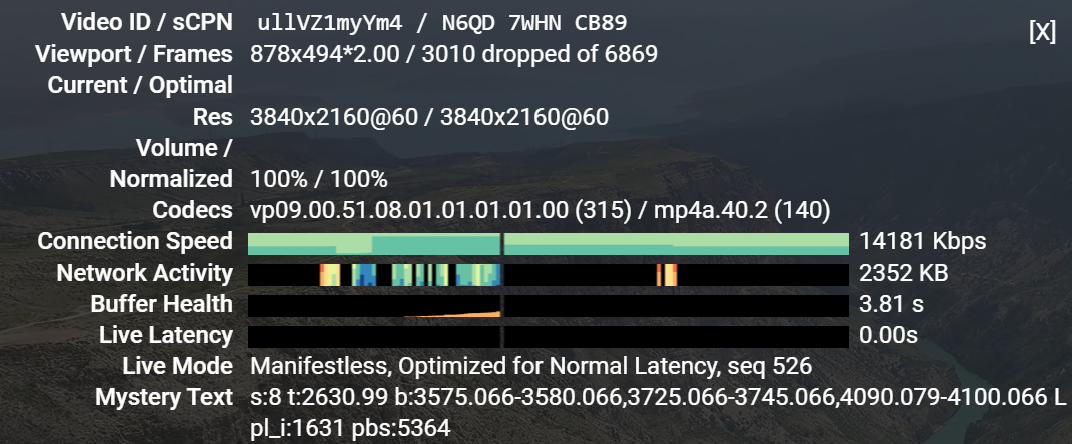 Video ID / sCPN ullVZ1myYm4 / N6QD 7WHN CB89
[X]
Viewport / Frames 878x494*2.00 / 3010 dropped of 6869
Current / Optimal
Res 3840x2160@60 / 3840x2160@60
Volume /
Normalized 100% / 100%
Codecs vp09.00.51.08.01.01.01.01.00 (315) / mp4a.40.2 (140)
Connection Speed 14181 Kbps
Network Activity 2352 KB
Buffer Health 3.81 s
Live Latency 0.00s
Live Mode Manifestless, Optimized for Normal Latency, seq 526
Mystery Text s:8 t:2630.99 b:3575.066-3580.066,3725.066-3745.066,4090.079-4100.066 L
pl_i:1631 pbs:5364